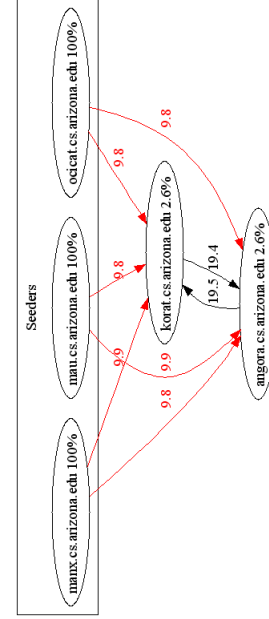 Seeders
manx.cs.arizona.edu 100%
mau.cs.arizona.edu 100%
ocicat.cs.arizona.edu 100%
9.9
9.8
9.8
9.8
korat.cs.arizona.edu 2.6%
9.8
9.9
19.5
19.4
angora.cs.arizona.edu 2.6%